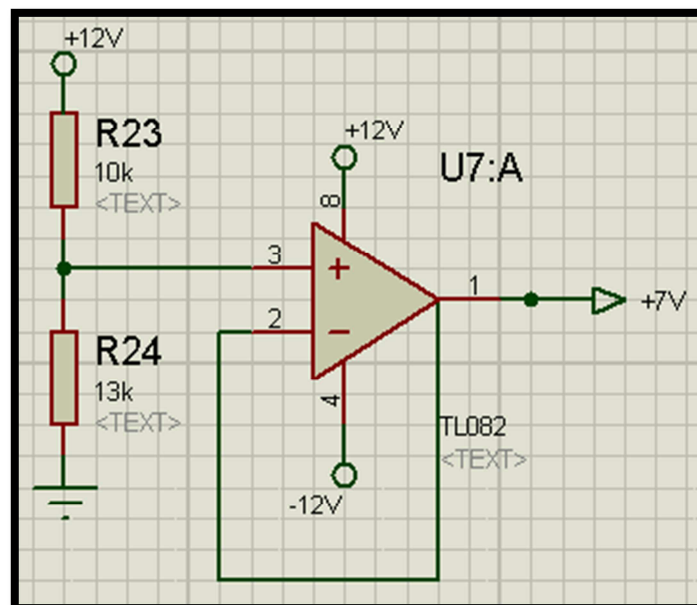 +12V
R23
10k
<TEXT>
+12V
U7:A
8
3
+
1
+7V
2
−
R24
13k
<TEXT>
4
TL082
<TEXT>
-12V